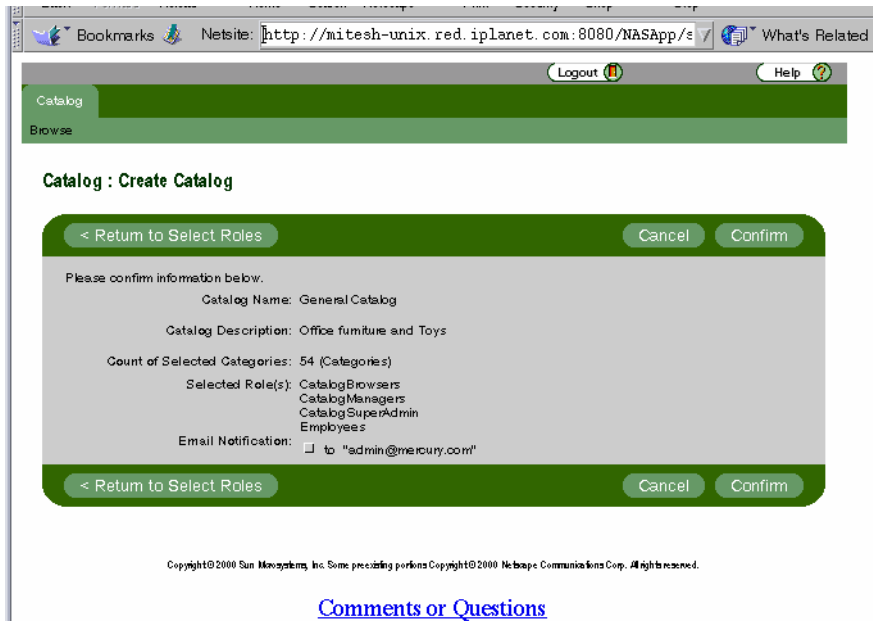 Bookmarks Netsite: http://mitesh-unix.red.iplanet.com:8080/NASApp/s What's Related
Logout Help ?
Catalog
Browse
Catalog : Create Catalog
< Return to Select Roles Cancel Confirm
Please confirm information below.
Catalog Name: General Catalog
Catalog Description: Office furniture and Toys
Count of Selected Categories: 54 (Categories)
Selected Role(s): CatalogBrowsers
CatalogManagers
CatalogSuperAdmin
Employees
Email Notification: to "admin@mercury.com"
< Return to Select Roles Cancel Confirm
Copyright © 2000 Sun Microsystems, Inc. Some preexisting portions Copyright © 2000 Netscape Communications Corp. All rights reserved.
Comments or Questions